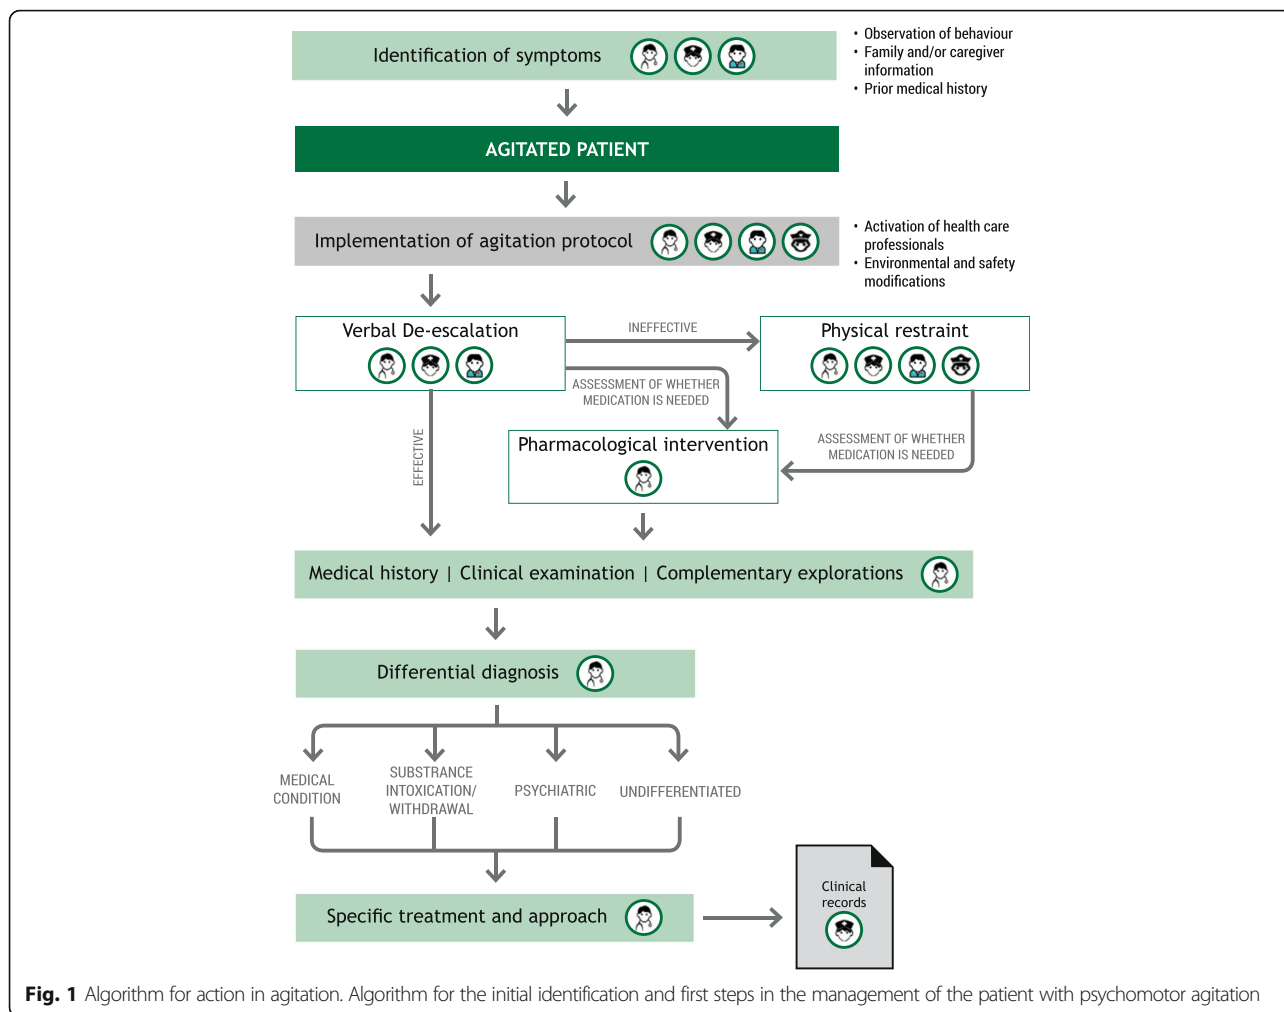 Identification of symptoms
• Observation of behaviour
• Family and/or caregiver
information
• Prior medical history
AGITATED PATIENT
Implementation of agitation protocol
• Activation of health care
professionals
• Environmental and safety
modifications
Verbal De-escalation
INEFFECTIVE
Physical restraint
ASSESSMENT OF WHETHER
MEDICATION IS NEEDED
EFFECTIVE
Pharmacological intervention
ASSESSMENT OF WHETHER
MEDICATION IS NEEDED
Medical history | Clinical examination | Complementary explorations
Differential diagnosis
MEDICAL
CONDITION
SUBSTRANCE
INTOXICATION/
WITHDRAWAL
PSYCHIATRIC
UNDIFFERENTIATED
Specific treatment and approach
Clinical
records
Fig. 1 Algorithm for action in agitation. Algorithm for the initial identification and first steps in the management of the patient with psychomotor agitation